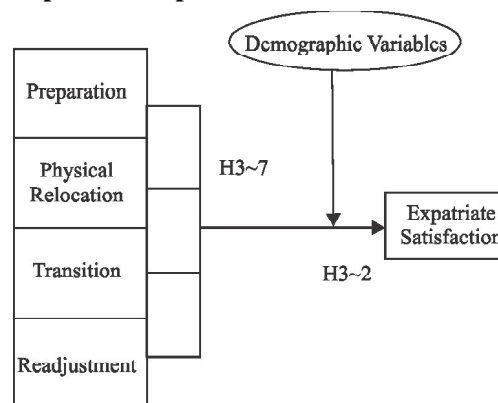 Demographic Variables
Preparation
Physical
Relocation
H3~7
Expatriate
Satisfaction
Transition
H3~2
Readjustment